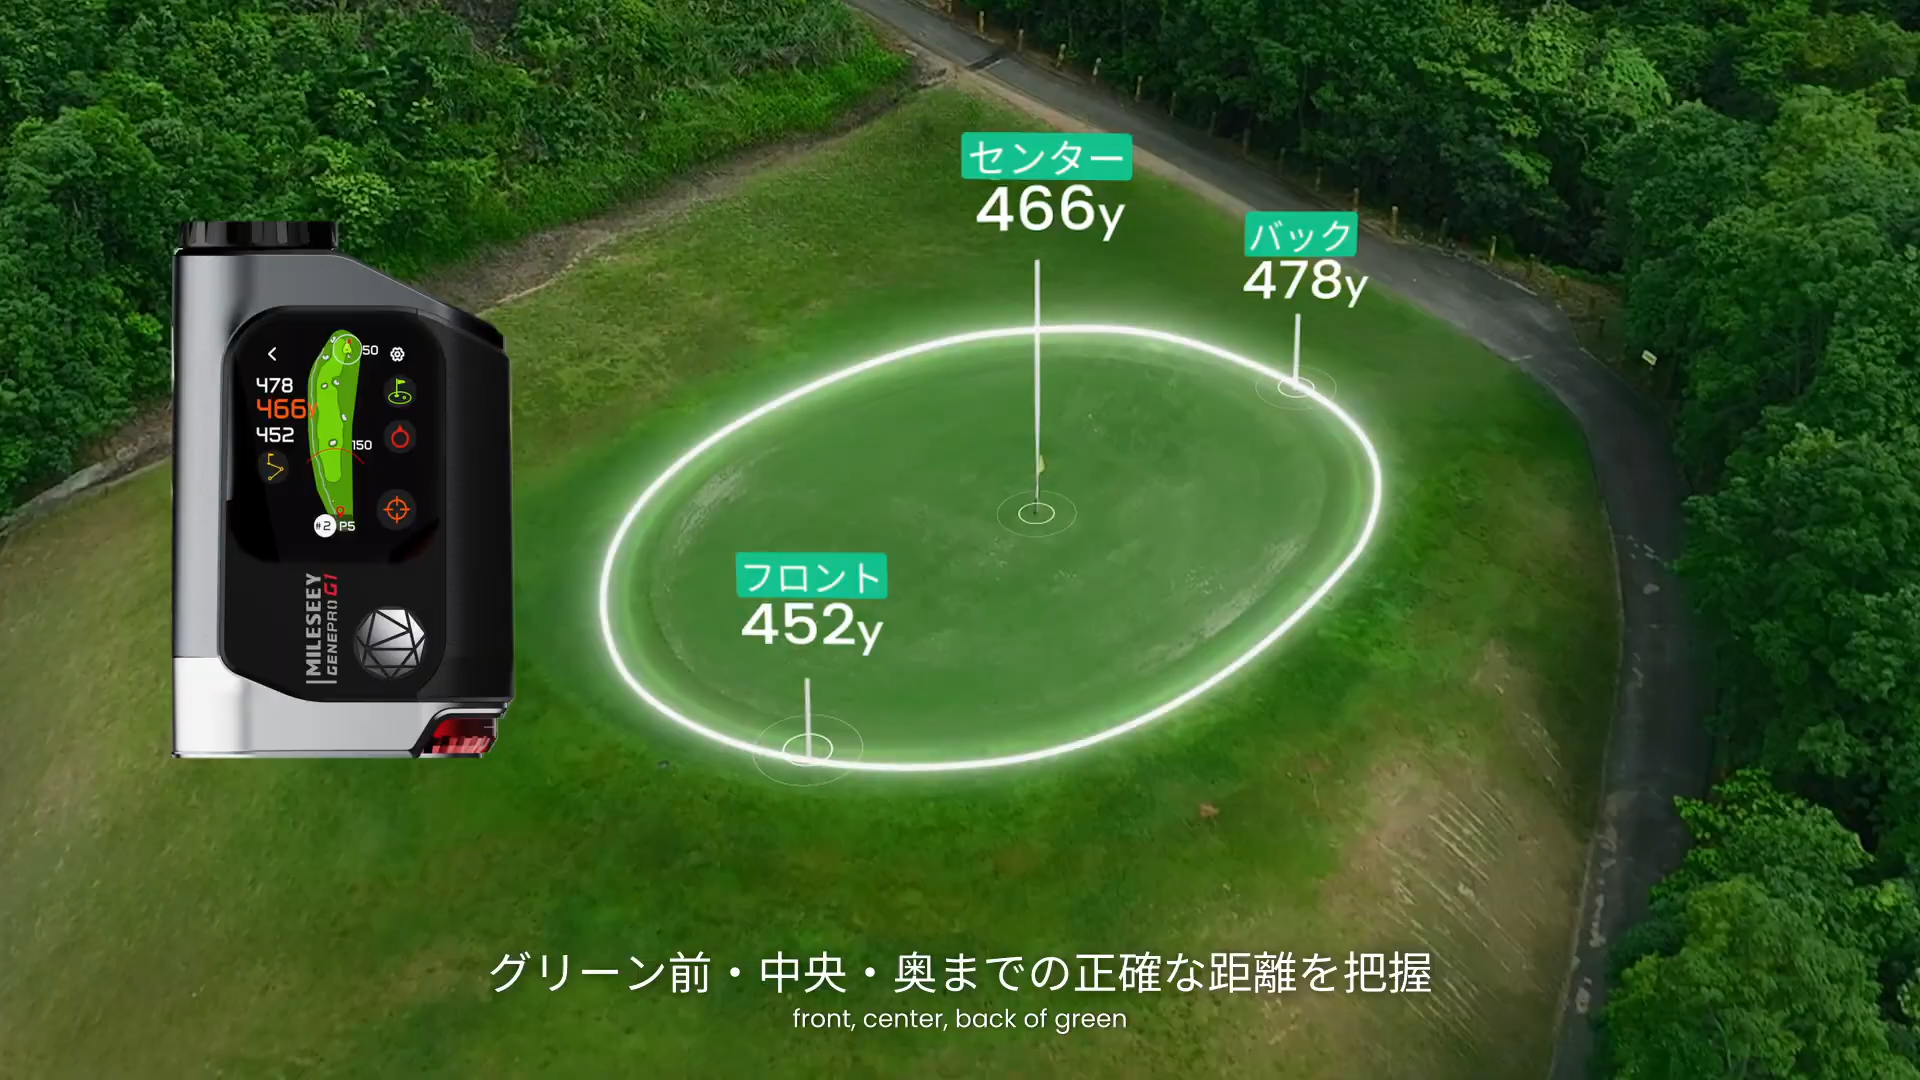 センター
466y
バック
478y
フロント
452y
50
478
466y
452
150
#2 P5
MILESEEY
GENEPRO G1
グリーン前・中央・奥までの正確な距離を把握
front, center, back of green